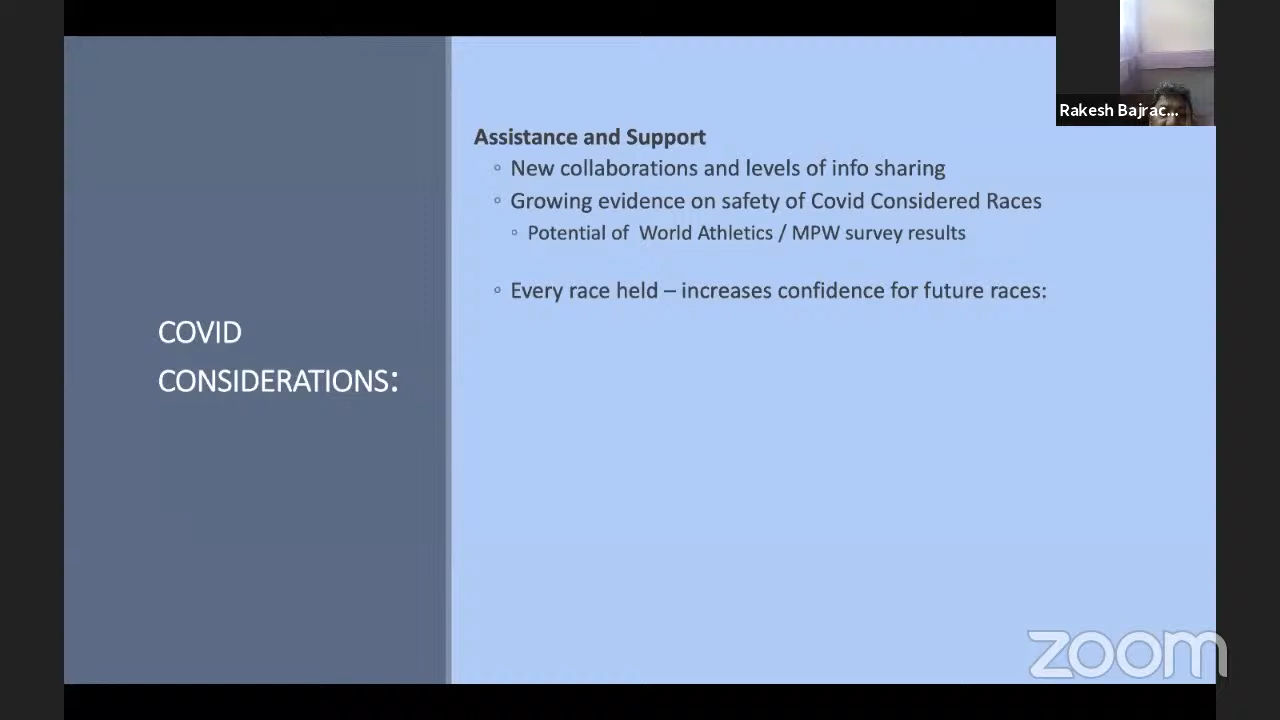 Rakesh Bajrac...
Assistance and Support
◦ New collaborations and levels of info sharing
◦ Growing evidence on safety of Covid Considered Races
◦ Potential of World Athletics / MPW survey results
◦ Every race held – increases confidence for future races:
COVID
CONSIDERATIONS:
zoom